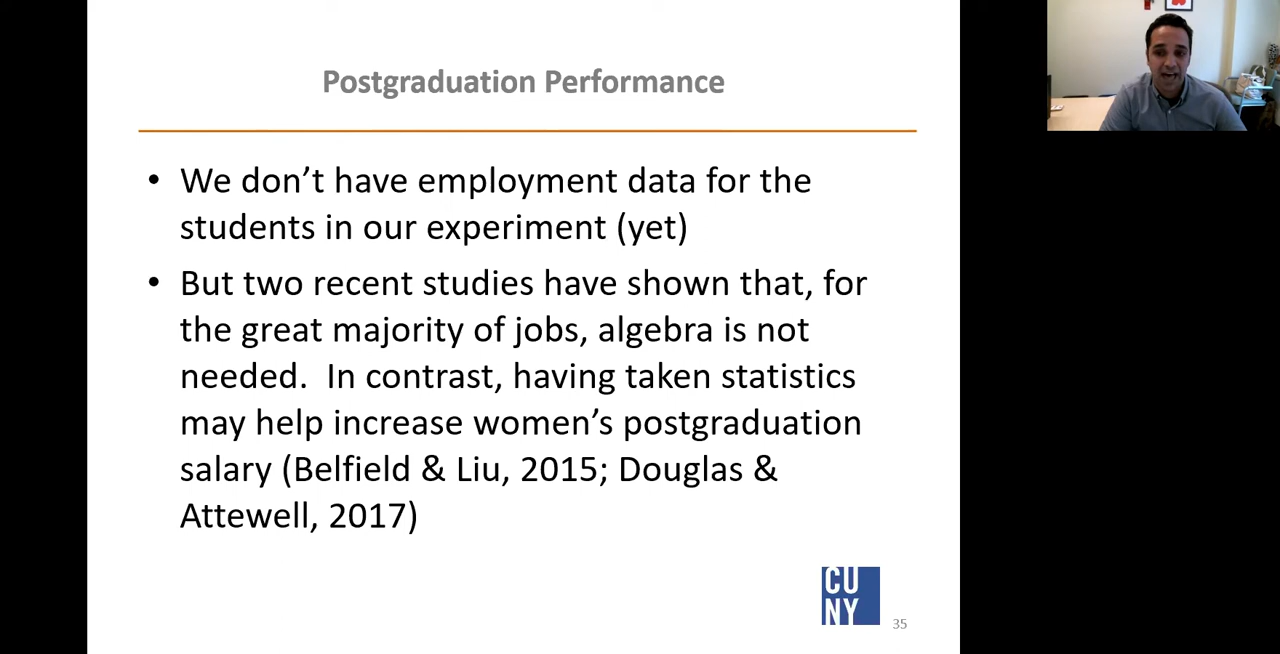 Postgraduation Performance
• We don’t have employment data for the
students in our experiment (yet)
• But two recent studies have shown that, for
the great majority of jobs, algebra is not
needed.  In contrast, having taken statistics
may help increase women’s postgraduation
salary (Belfield & Liu, 2015; Douglas &
Attewell, 2017)
CU
NY
35